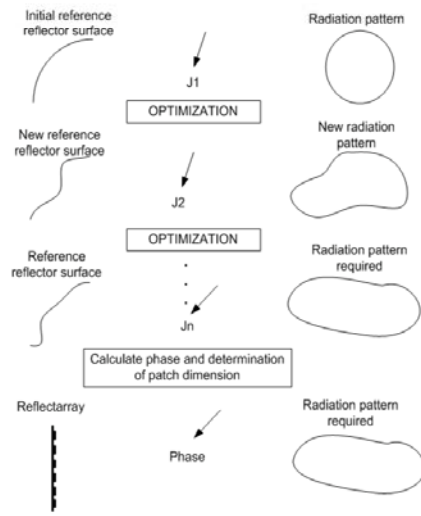 Initial reference
reflector surface
Radiation pattern
J1
OPTIMIZATION
New reference
reflector surface
New radiation
pattern
J2
OPTIMIZATION
Reference
reflector surface
Radiation pattern
required
Jn
Calculate phase and determination
of patch dimension
Reflectarray
Radiation pattern
required
Phase